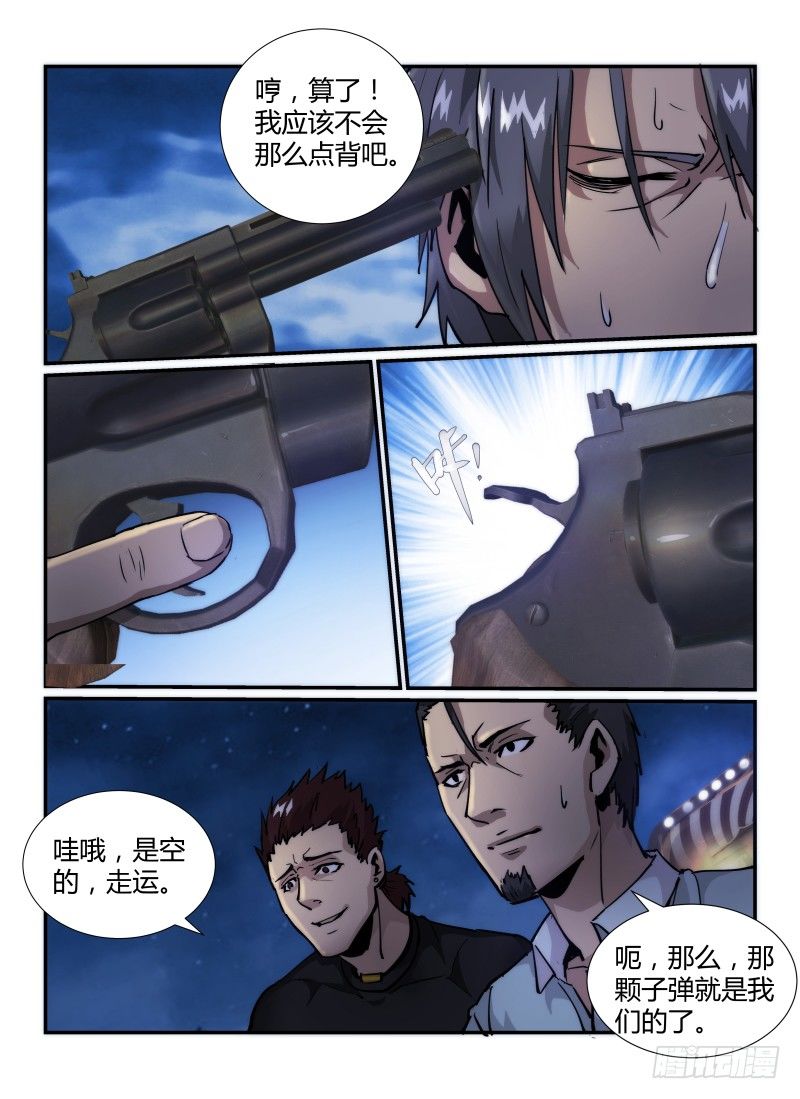 哼，算了！
我应该不会
那么点背吧。
咔！
哇哦，是空
的，走运。
呃，那么，那
颗子弹就是我
们的了。
腾讯动漫